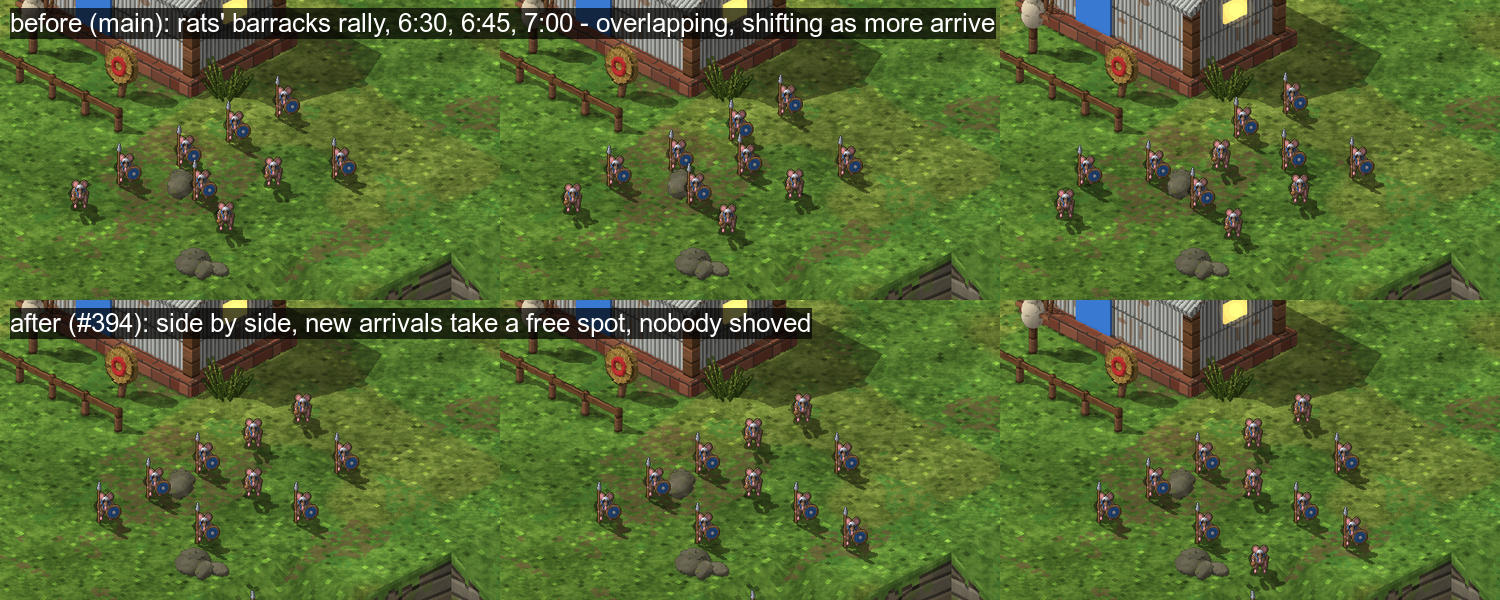 before (main): rats' barracks rally, 6:30, 6:45, 7:00 - overlapping, shifting as more arrive
after (#394): side by side, new arrivals take a free spot, nobody shoved